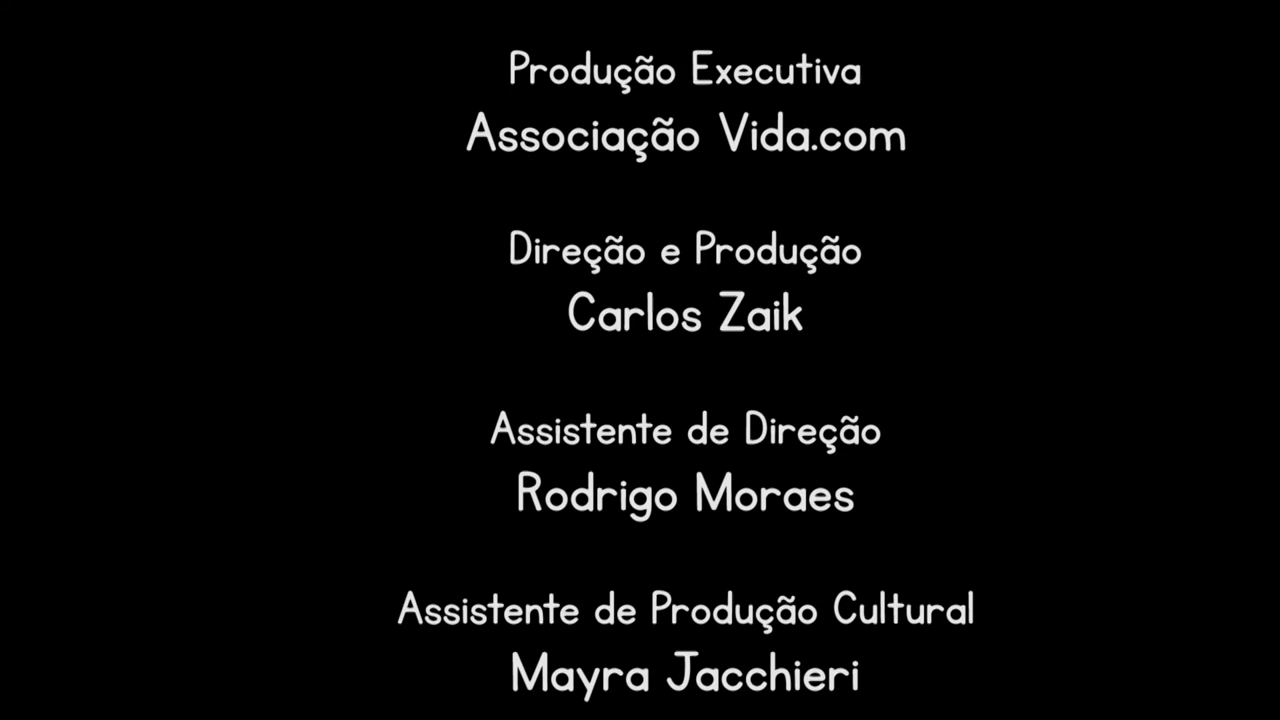 Produção Executiva
Associação Vida.com
Direção e Produção
Carlos Zaik
Assistente de Direção
Rodrigo Moraes
Assistente de Produção Cultural
Mayra Jacchieri